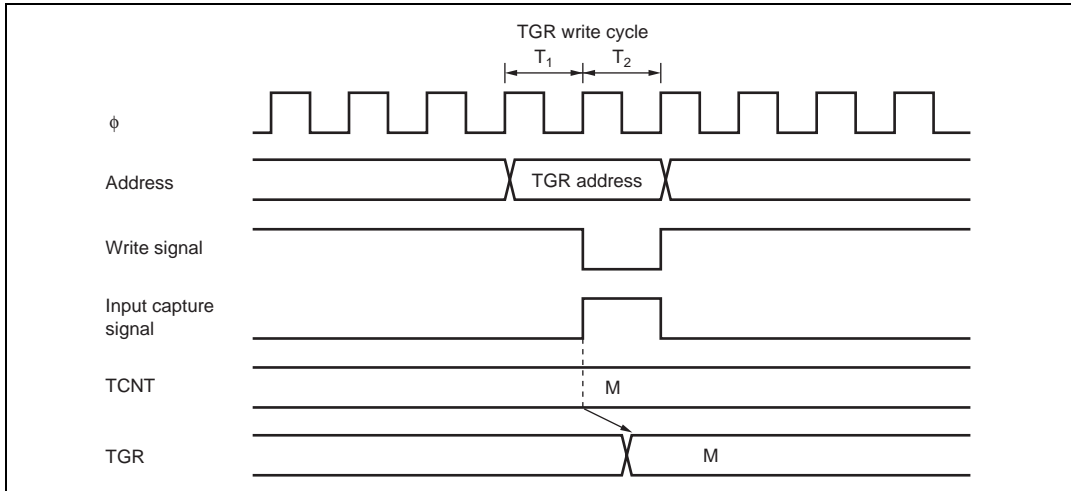 TGR write cycle
T₁ T₂
ϕ
Address
TGR address
Write signal
Input capture
signal
TCNT
M
TGR
M